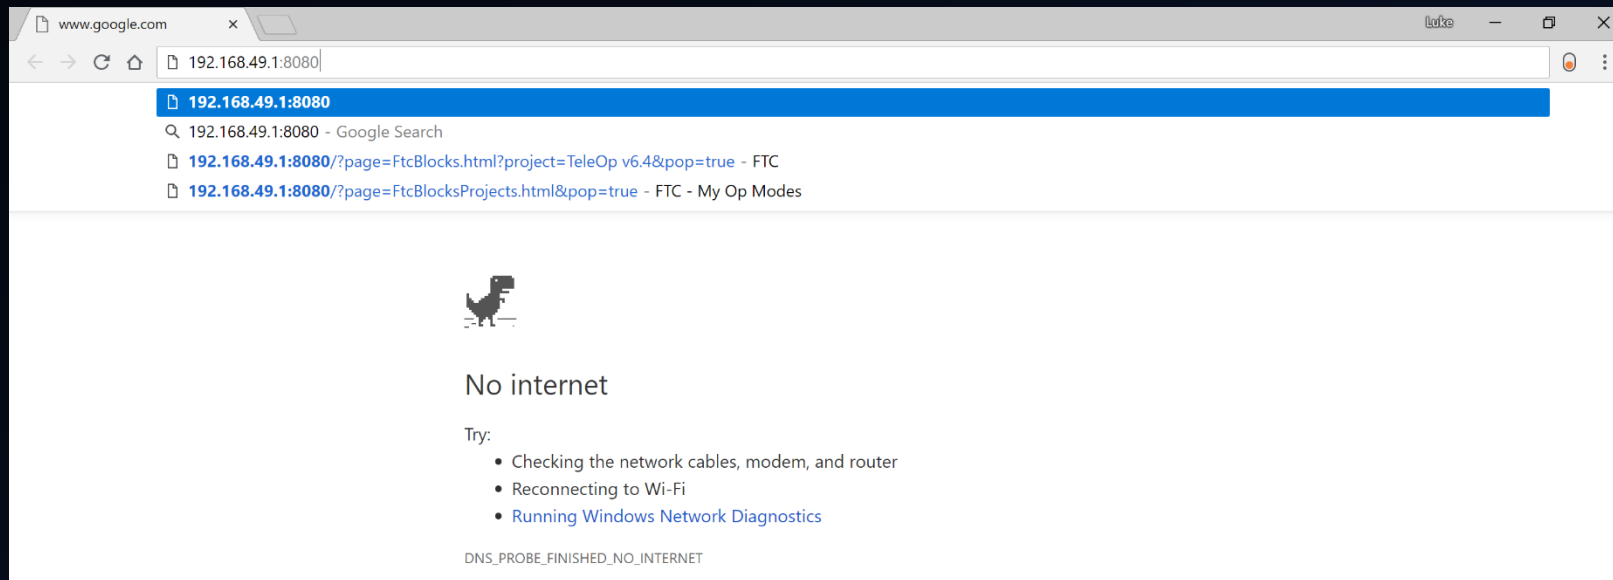 www.google.com
Luke
192.168.49.1:8080
192.168.49.1:8080
192.168.49.1:8080 - Google Search
192.168.49.1:8080/?page=FtcBlocks.html?project=TeleOp v6.4&pop=true - FTC
192.168.49.1:8080/?page=FtcBlocksProjects.html&pop=true - FTC - My Op Modes
No internet
Try:
• Checking the network cables, modem, and router
• Reconnecting to Wi-Fi
• Running Windows Network Diagnostics
DNS_PROBE_FINISHED_NO_INTERNET